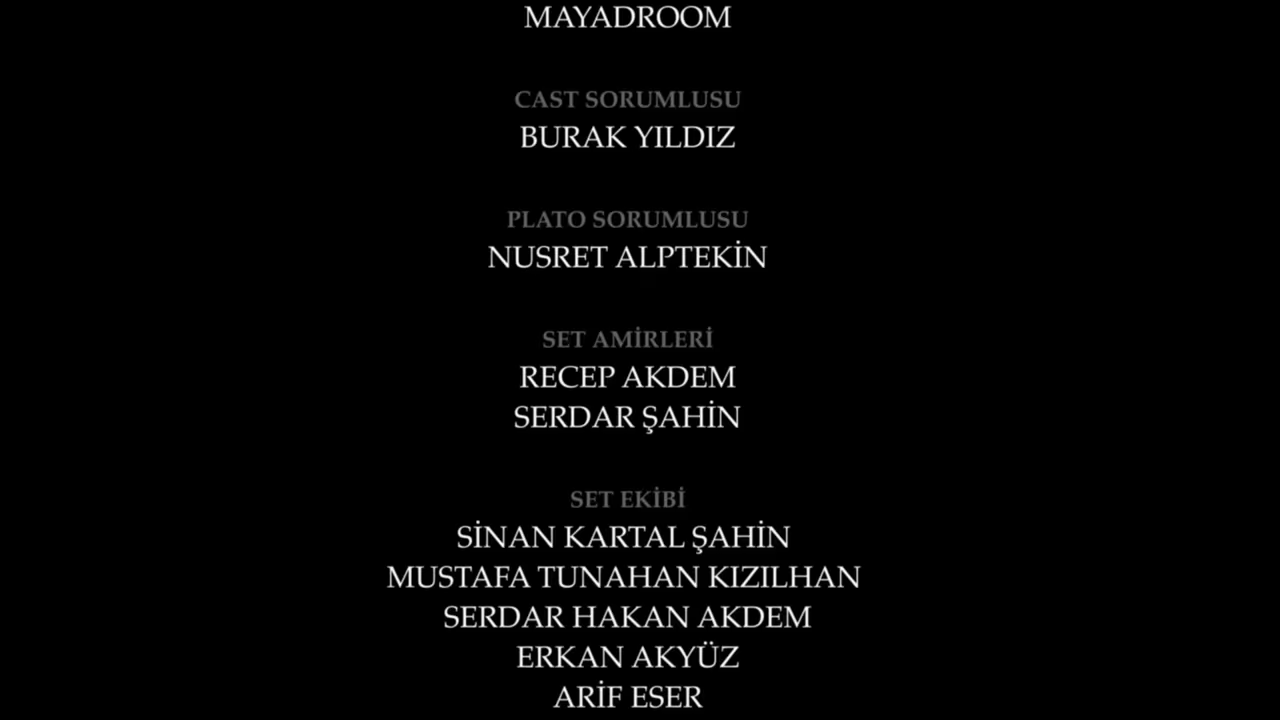 MAYADROOM
CAST SORUMLUSU
BURAK YILDIZ
PLATO SORUMLUSU
NUSRET ALPTEKİN
SET AMİRLERİ
RECEP AKDEM
SERDAR ŞAHİN
SET EKİBİ
SİNAN KARTAL ŞAHİN
MUSTAFA TUNAHAN KIZILHAN
SERDAR HAKAN AKDEM
ERKAN AKYÜZ
ARİF ESER